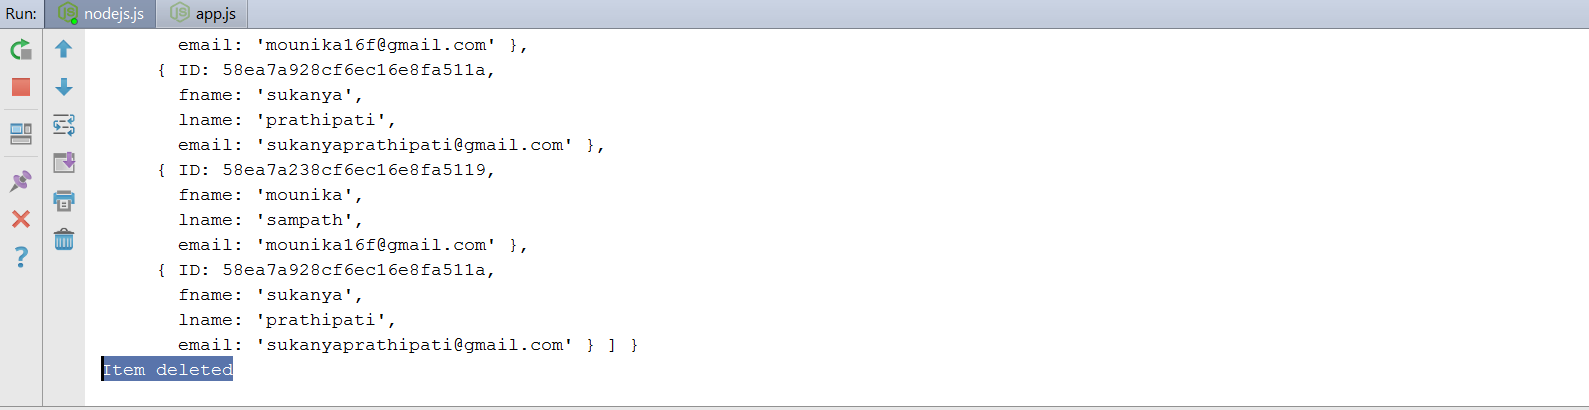 Run: nodejs.js app.js
email: 'mounika16f@gmail.com' },
{ ID: 58ea7a928cf6ec16e8fa511a,
fname: 'sukanya',
lname: 'prathipati',
email: 'sukanyaprathipati@gmail.com' },
{ ID: 58ea7a238cf6ec16e8fa5119,
fname: 'mounika',
lname: 'sampath',
email: 'mounika16f@gmail.com' },
{ ID: 58ea7a928cf6ec16e8fa511a,
fname: 'sukanya',
lname: 'prathipati',
email: 'sukanyaprathipati@gmail.com' } ] }
Item deleted